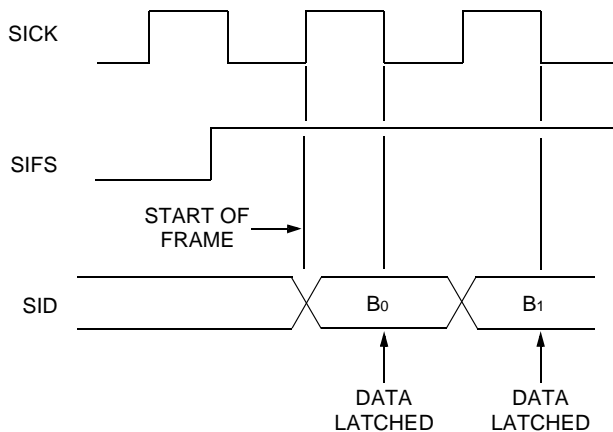 SICK
SIFS
START OF
FRAME
SID
B0
B1
DATA
LATCHED
DATA
LATCHED